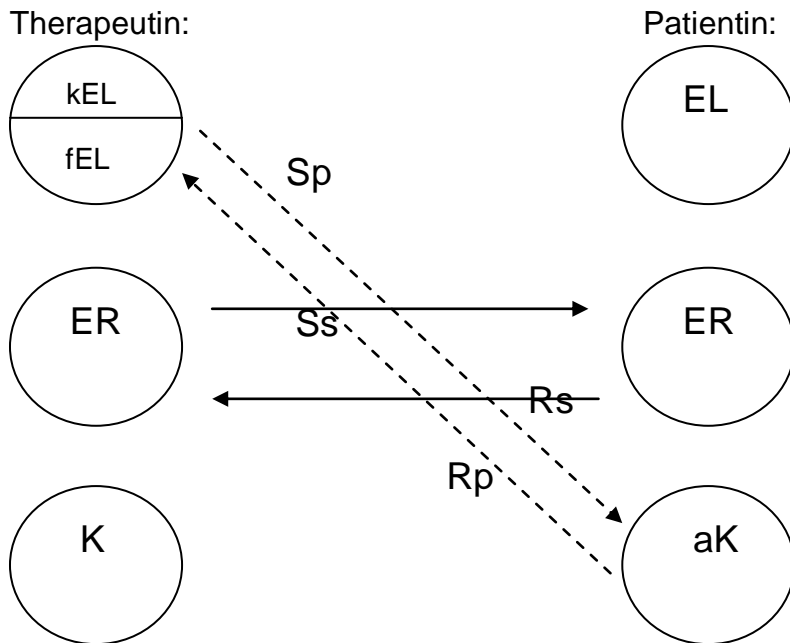 Therapeutin: Patientin:
kEL EL
fEL
Sp
ER ER
Ss
Rs
Rp
K aK